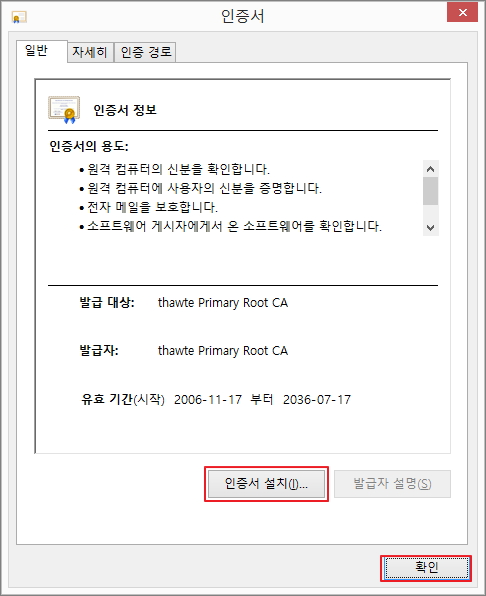 인증서
일반 자세히 인증 경로
인증서 정보
인증서의 용도:
• 원격 컴퓨터의 신분을 확인합니다.
• 원격 컴퓨터에 사용자의 신분을 증명합니다.
• 전자 메일을 보호합니다.
• 소프트웨어 게시자에게서 온 소프트웨어를 확인합니다.
발급 대상: thawte Primary Root CA
발급자: thawte Primary Root CA
유효 기간(시작) 2006-11-17 부터 2036-07-17
인증서 설치(I)... 발급자 설명(S)
확인